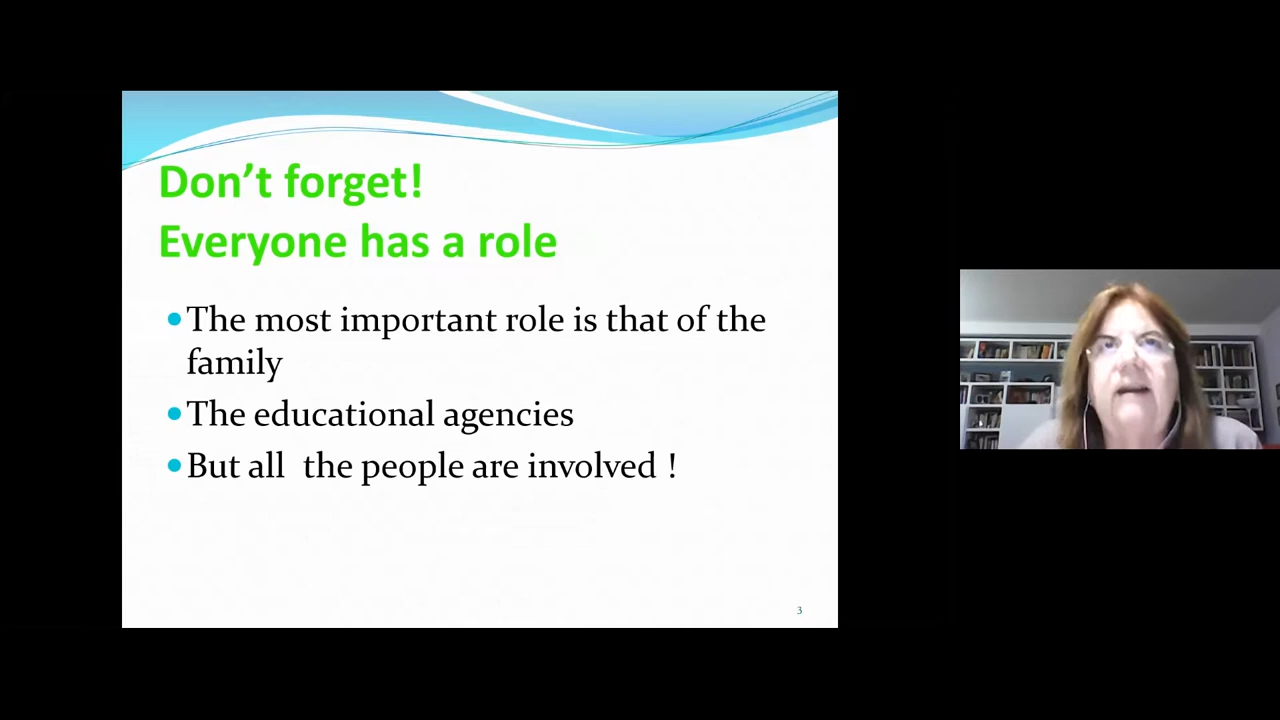 Don’t forget!
Everyone has a role
•The most important role is that of the
family
•The educational agencies
•But all  the people are involved !
3